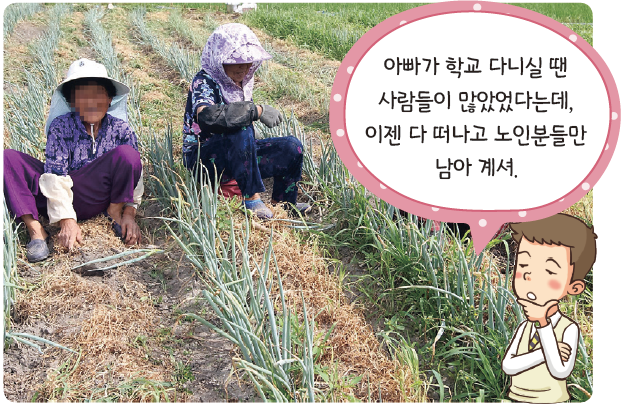 아빠가 학교 다니실 땐
사람들이 많았었다는데,
이젠 다 떠나고 노인분들만
남아 계셔.